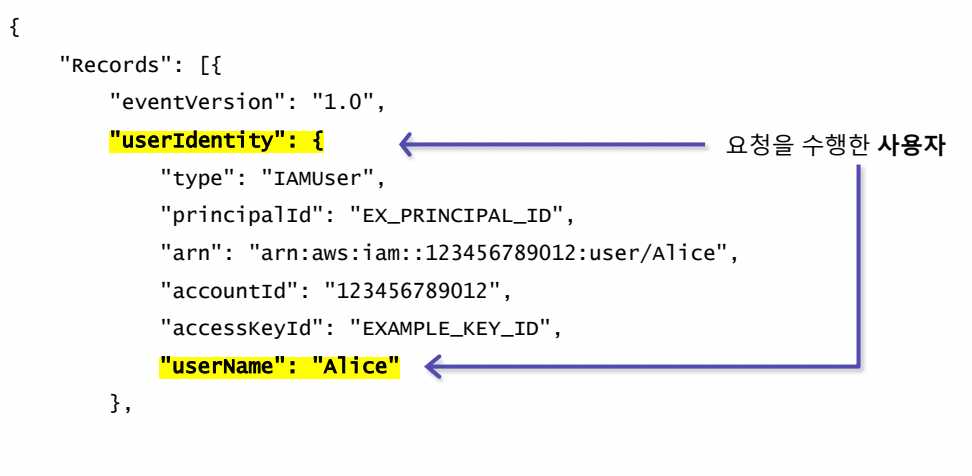 {
"Records": [{
"eventVersion": "1.0",
"userIdentity": {
요청을 수행한 사용자
"type": "IAMUser",
"principalId": "EX_PRINCIPAL_ID",
"arn": "arn:aws:iam::123456789012:user/Alice",
"accountId": "123456789012",
"accessKeyId": "EXAMPLE_KEY_ID",
"userName": "Alice"
},